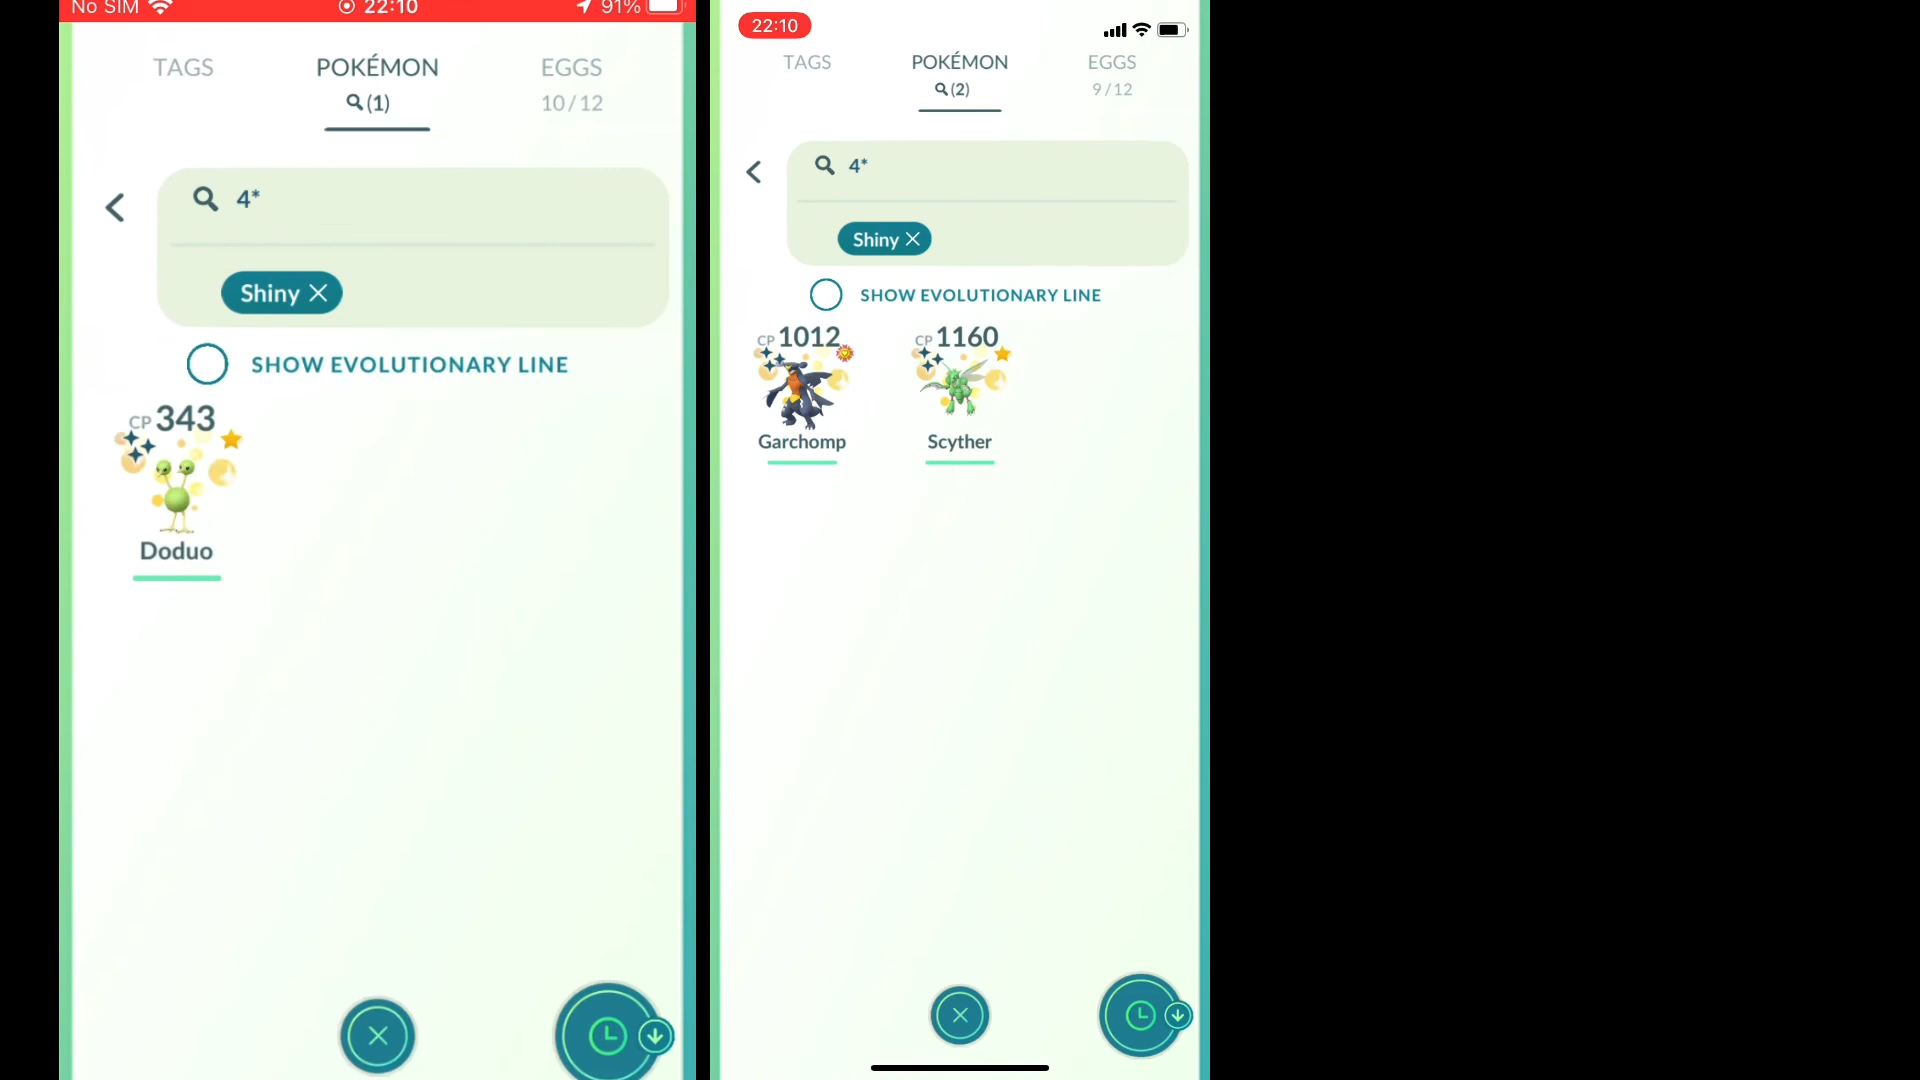 No SIM 22:10 91%
TAGS POKÉMON EGGS
(1) 10/12
4*
Shiny
SHOW EVOLUTIONARY LINE
CP 343
Doduo
22:10
TAGS POKÉMON EGGS
(2) 9/12
4*
Shiny
SHOW EVOLUTIONARY LINE
CP 1012 CP 1160
Garchomp Scyther